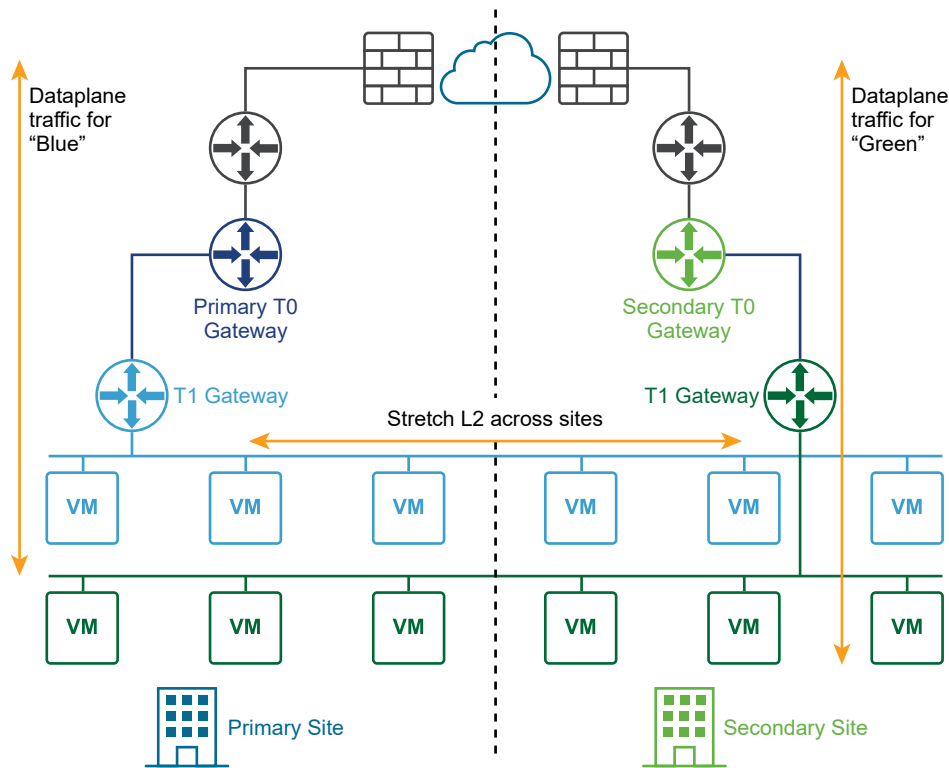 Dataplane
traffic for
“Blue”
Dataplane
traffic for
“Green”
Primary T0
Gateway
Secondary T0
Gateway
T1 Gateway
T1 Gateway
Stretch L2 across sites
VM VM VM VM VM VM
VM VM VM VM VM VM
Primary Site
Secondary Site